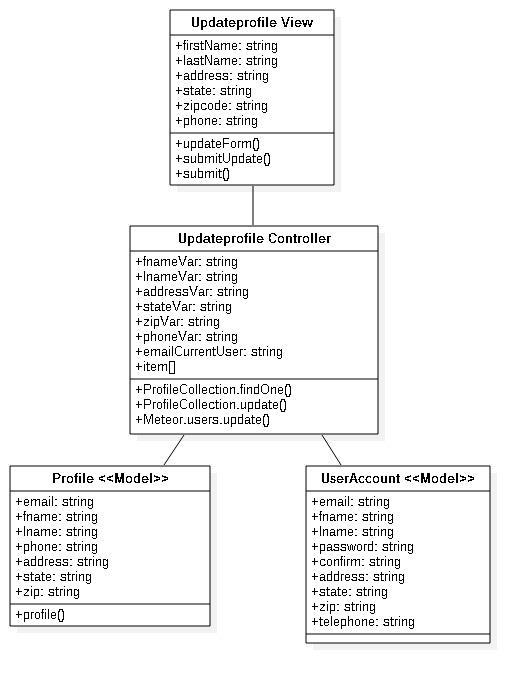 Updateprofile View
+firstName: string
+lastName: string
+address: string
+state: string
+zipcode: string
+phone: string
+updateForm()
+submitUpdate()
+submit()
Updateprofile Controller
+fnameVar: string
+lnameVar: string
+addressVar: string
+stateVar: string
+zipVar: string
+phoneVar: string
+emailCurrentUser: string
+item[]
+ProfileCollection.findOne()
+ProfileCollection.update()
+Meteor.users.update()
Profile <<Model>>
+email: string
+fname: string
+lname: string
+phone: string
+address: string
+state: string
+zip: string
+profile()
UserAccount <<Model>>
+email: string
+fname: string
+lname: string
+password: string
+confirm: string
+address: string
+state: string
+zip: string
+telephone: string